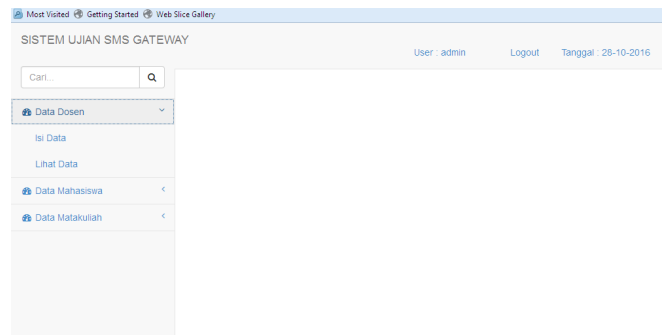 Most Visited Getting Started Web Slice Gallery
SISTEM UJIAN SMS GATEWAY
User : admin Logout Tanggal : 28-10-2016
Cari...
Data Dosen
Isi Data
Lihat Data
Data Mahasiswa
Data Matakuliah